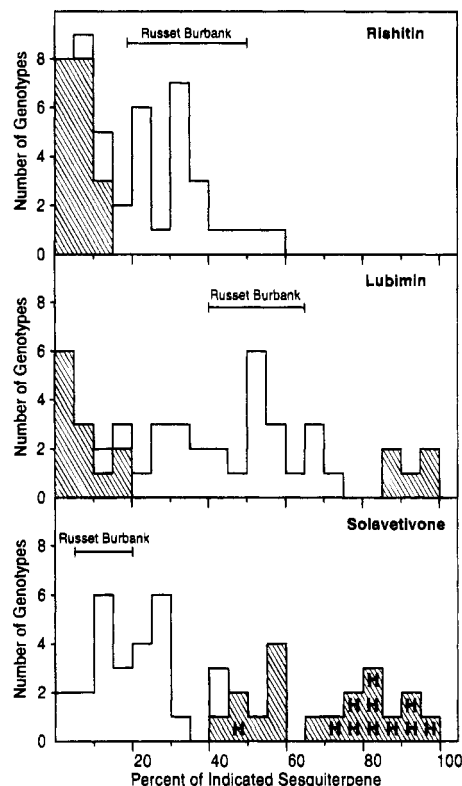 Rishitin
Russet Burbank
Number of Genotypes
8
6
4
2
0
Lubimin
Russet Burbank
Number of Genotypes
8
6
4
2
0
Solavetivone
Russet Burbank
Number of Genotypes
8
6
4
2
0
H
H H H
H H H H H H H
20 40 60 80 100
Percent of Indicated Sesquiterpene